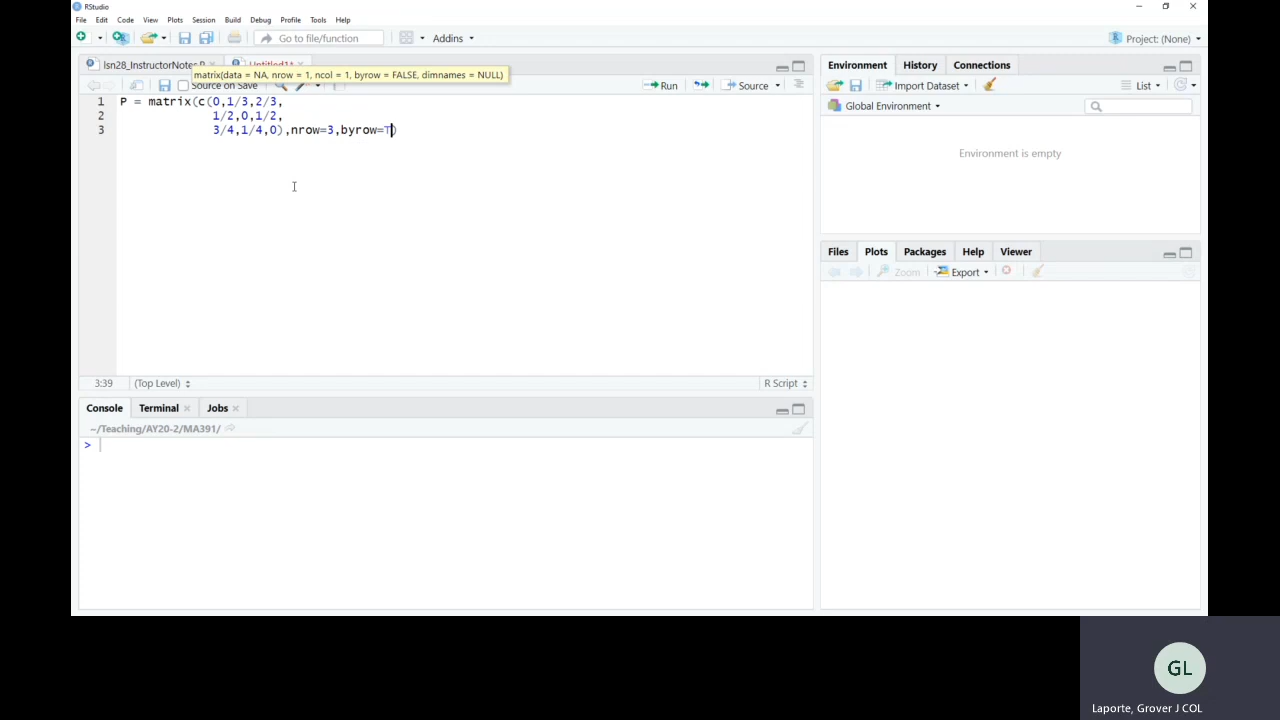 RStudio
File Edit Code View Plots Session Build Debug Profile Tools Help
Go to file/function Addins Project: (None)
lsn28_InstructorNotes.R Untitled1*
matrix(data = NA, nrow = 1, ncol = 1, byrow = FALSE, dimnames = NULL)
Source on Save Run Source
1 P = matrix(c(0,1/3,2/3,
2 1/2,0,1/2,
3 3/4,1/4,0),nrow=3,byrow=T)
3:39 (Top Level) R Script
Console Terminal Jobs
~/Teaching/AY20-2/MA391/
>
Environment History Connections
Import Dataset List
Global Environment
Environment is empty
Files Plots Packages Help Viewer
Zoom Export
GL
Laporte, Grover J COL